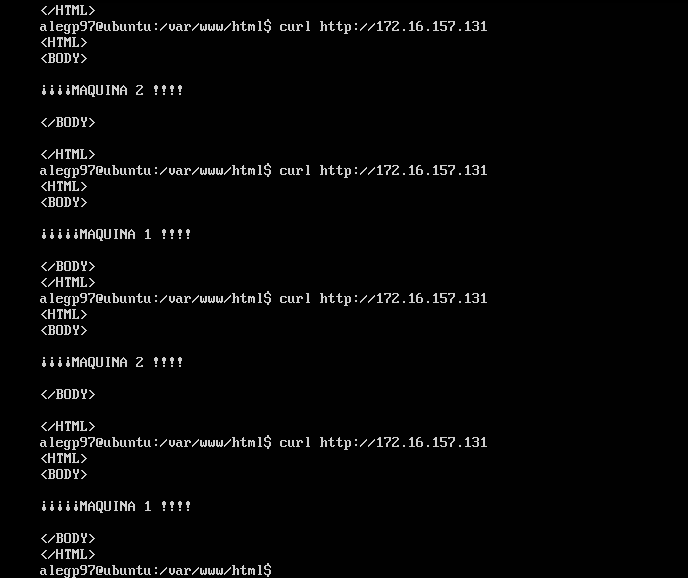 </HTML>
alegp97@ubuntu:/var/www/html$ curl http://172.16.157.131
<HTML>
<BODY>
¡¡¡¡MAQUINA 2 !!!!
</BODY>
</HTML>
alegp97@ubuntu:/var/www/html$ curl http://172.16.157.131
<HTML>
<BODY>
¡¡¡¡¡MAQUINA 1 !!!!
</BODY>
</HTML>
alegp97@ubuntu:/var/www/html$ curl http://172.16.157.131
<HTML>
<BODY>
¡¡¡¡MAQUINA 2 !!!!
</BODY>
</HTML>
alegp97@ubuntu:/var/www/html$ curl http://172.16.157.131
<HTML>
<BODY>
¡¡¡¡¡MAQUINA 1 !!!!
</BODY>
</HTML>
alegp97@ubuntu:/var/www/html$